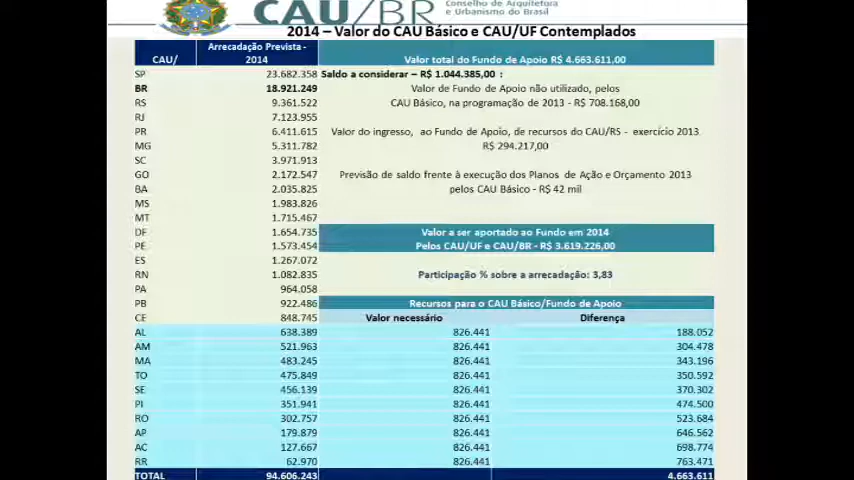 CAU/BR
Conselho de Arquitetura
e Urbanismo do Brasil
2014 – Valor do CAU Básico e CAU/UF Contemplados
CAU/ Arrecadação Prevista - 2014 Valor total do Fundo de Apoio R$ 4.663.611,00
SP 23.682.358 Saldo a considerar – R$ 1.044.385,00 :
BR 18.921.249 Valor de Fundo de Apoio não utilizado, pelos
RS 9.361.522 CAU Básico, na programação de 2013 - R$ 708.168,00
RJ 7.123.955
PR 6.411.615 Valor do ingresso, ao Fundo de Apoio, de recursos do CAU/RS - exercício 2013
MG 5.311.782 R$ 294.217,00
SC 3.971.913
GO 2.172.547 Previsão de saldo frente à execução dos Planos de Ação e Orçamento 2013
BA 2.035.825 pelos CAU Básico - R$ 42 mil
MS 1.983.826
MT 1.715.467
DF 1.654.735 Valor a ser aportado ao Fundo em 2014
PE 1.573.454 Pelos CAU/UF e CAU/BR - R$ 3.619.226,00
ES 1.267.072
RN 1.082.835 Participação % sobre a arrecadação: 3,83
PA 964.058
PB 922.486 Recursos para o CAU Básico/Fundo de Apoio
CE 848.745 Valor necessário Diferença
AL 638.389 826.441 188.052
AM 521.963 826.441 304.478
MA 483.245 826.441 343.196
TO 475.849 826.441 350.592
SE 456.139 826.441 370.302
PI 351.941 826.441 474.500
RO 302.757 826.441 523.684
AP 179.879 826.441 646.562
AC 127.667 826.441 698.774
RR 62.970 826.441 763.471
TOTAL 94.606.243 4.663.611